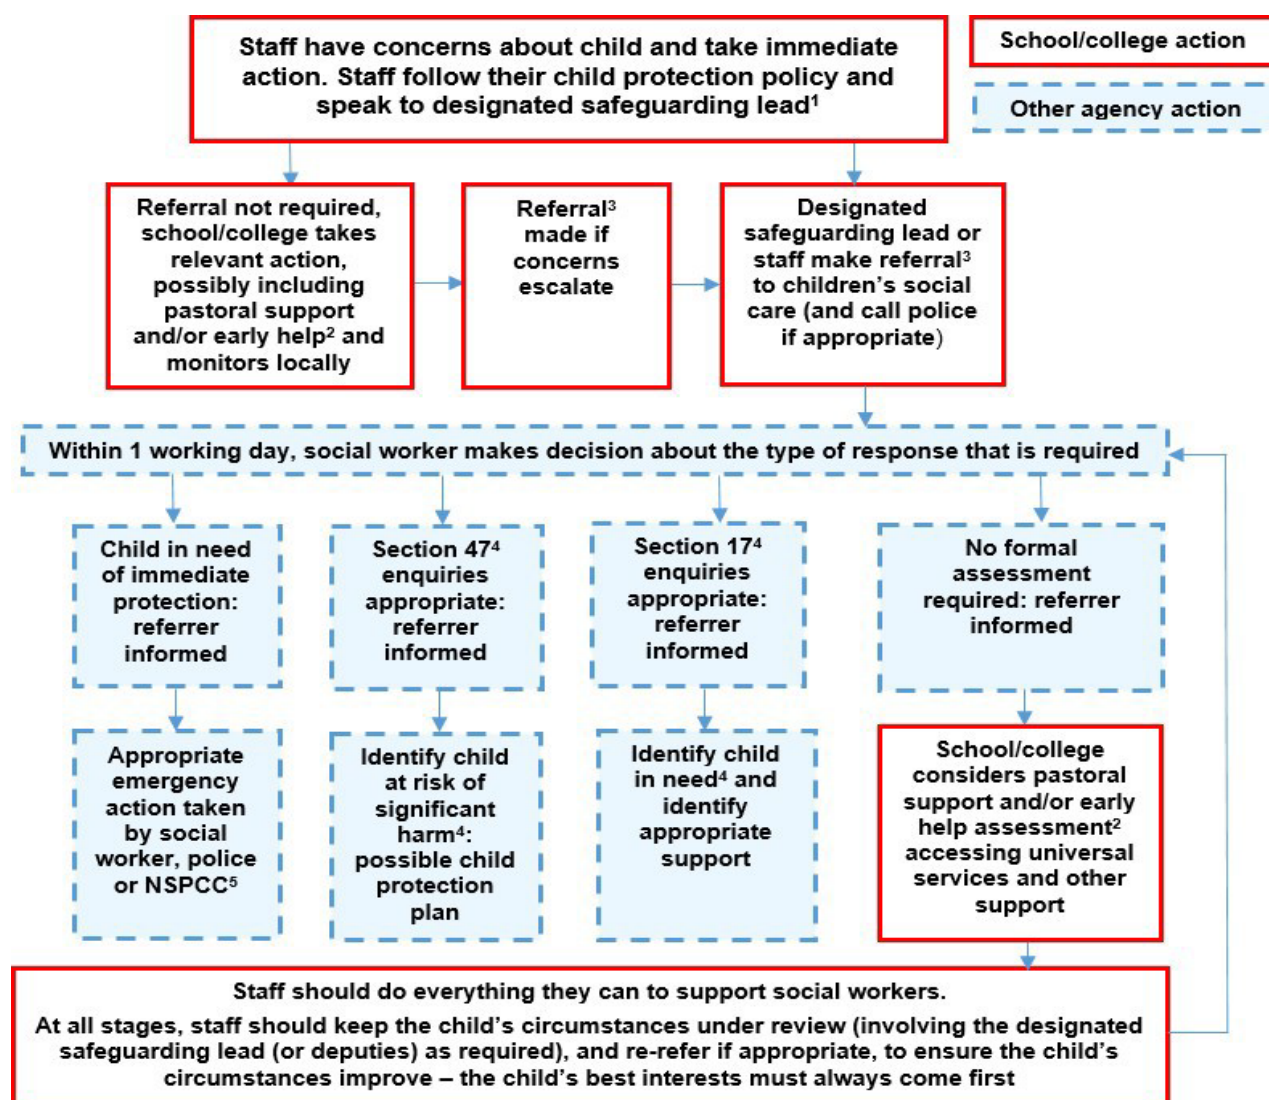 Staff have concerns about child and take immediate
action. Staff follow their child protection policy and
speak to designated safeguarding lead¹
School/college action
Other agency action
Referral not required,
school/college takes
relevant action,
possibly including
pastoral support
and/or early help² and
monitors locally
Referral³
made if
concerns
escalate
Designated
safeguarding lead or
staff make referral³
to children’s social
care (and call police
if appropriate)
Within 1 working day, social worker makes decision about the type of response that is required
Child in need
of immediate
protection:
referrer
informed
Section 47⁴
enquiries
appropriate:
referrer
informed
Section 17⁴
enquiries
appropriate:
referrer
informed
No formal
assessment
required: referrer
informed
Appropriate
emergency
action taken
by social
worker, police
or NSPCC⁵
Identify child
at risk of
significant
harm⁴:
possible child
protection
plan
Identify child
in need⁴ and
identify
appropriate
support
School/college
considers pastoral
support and/or early
help assessment²
accessing universal
services and other
support
Staff should do everything they can to support social workers.
At all stages, staff should keep the child’s circumstances under review (involving the designated
safeguarding lead (or deputies) as required), and re-refer if appropriate, to ensure the child’s
circumstances improve – the child’s best interests must always come first